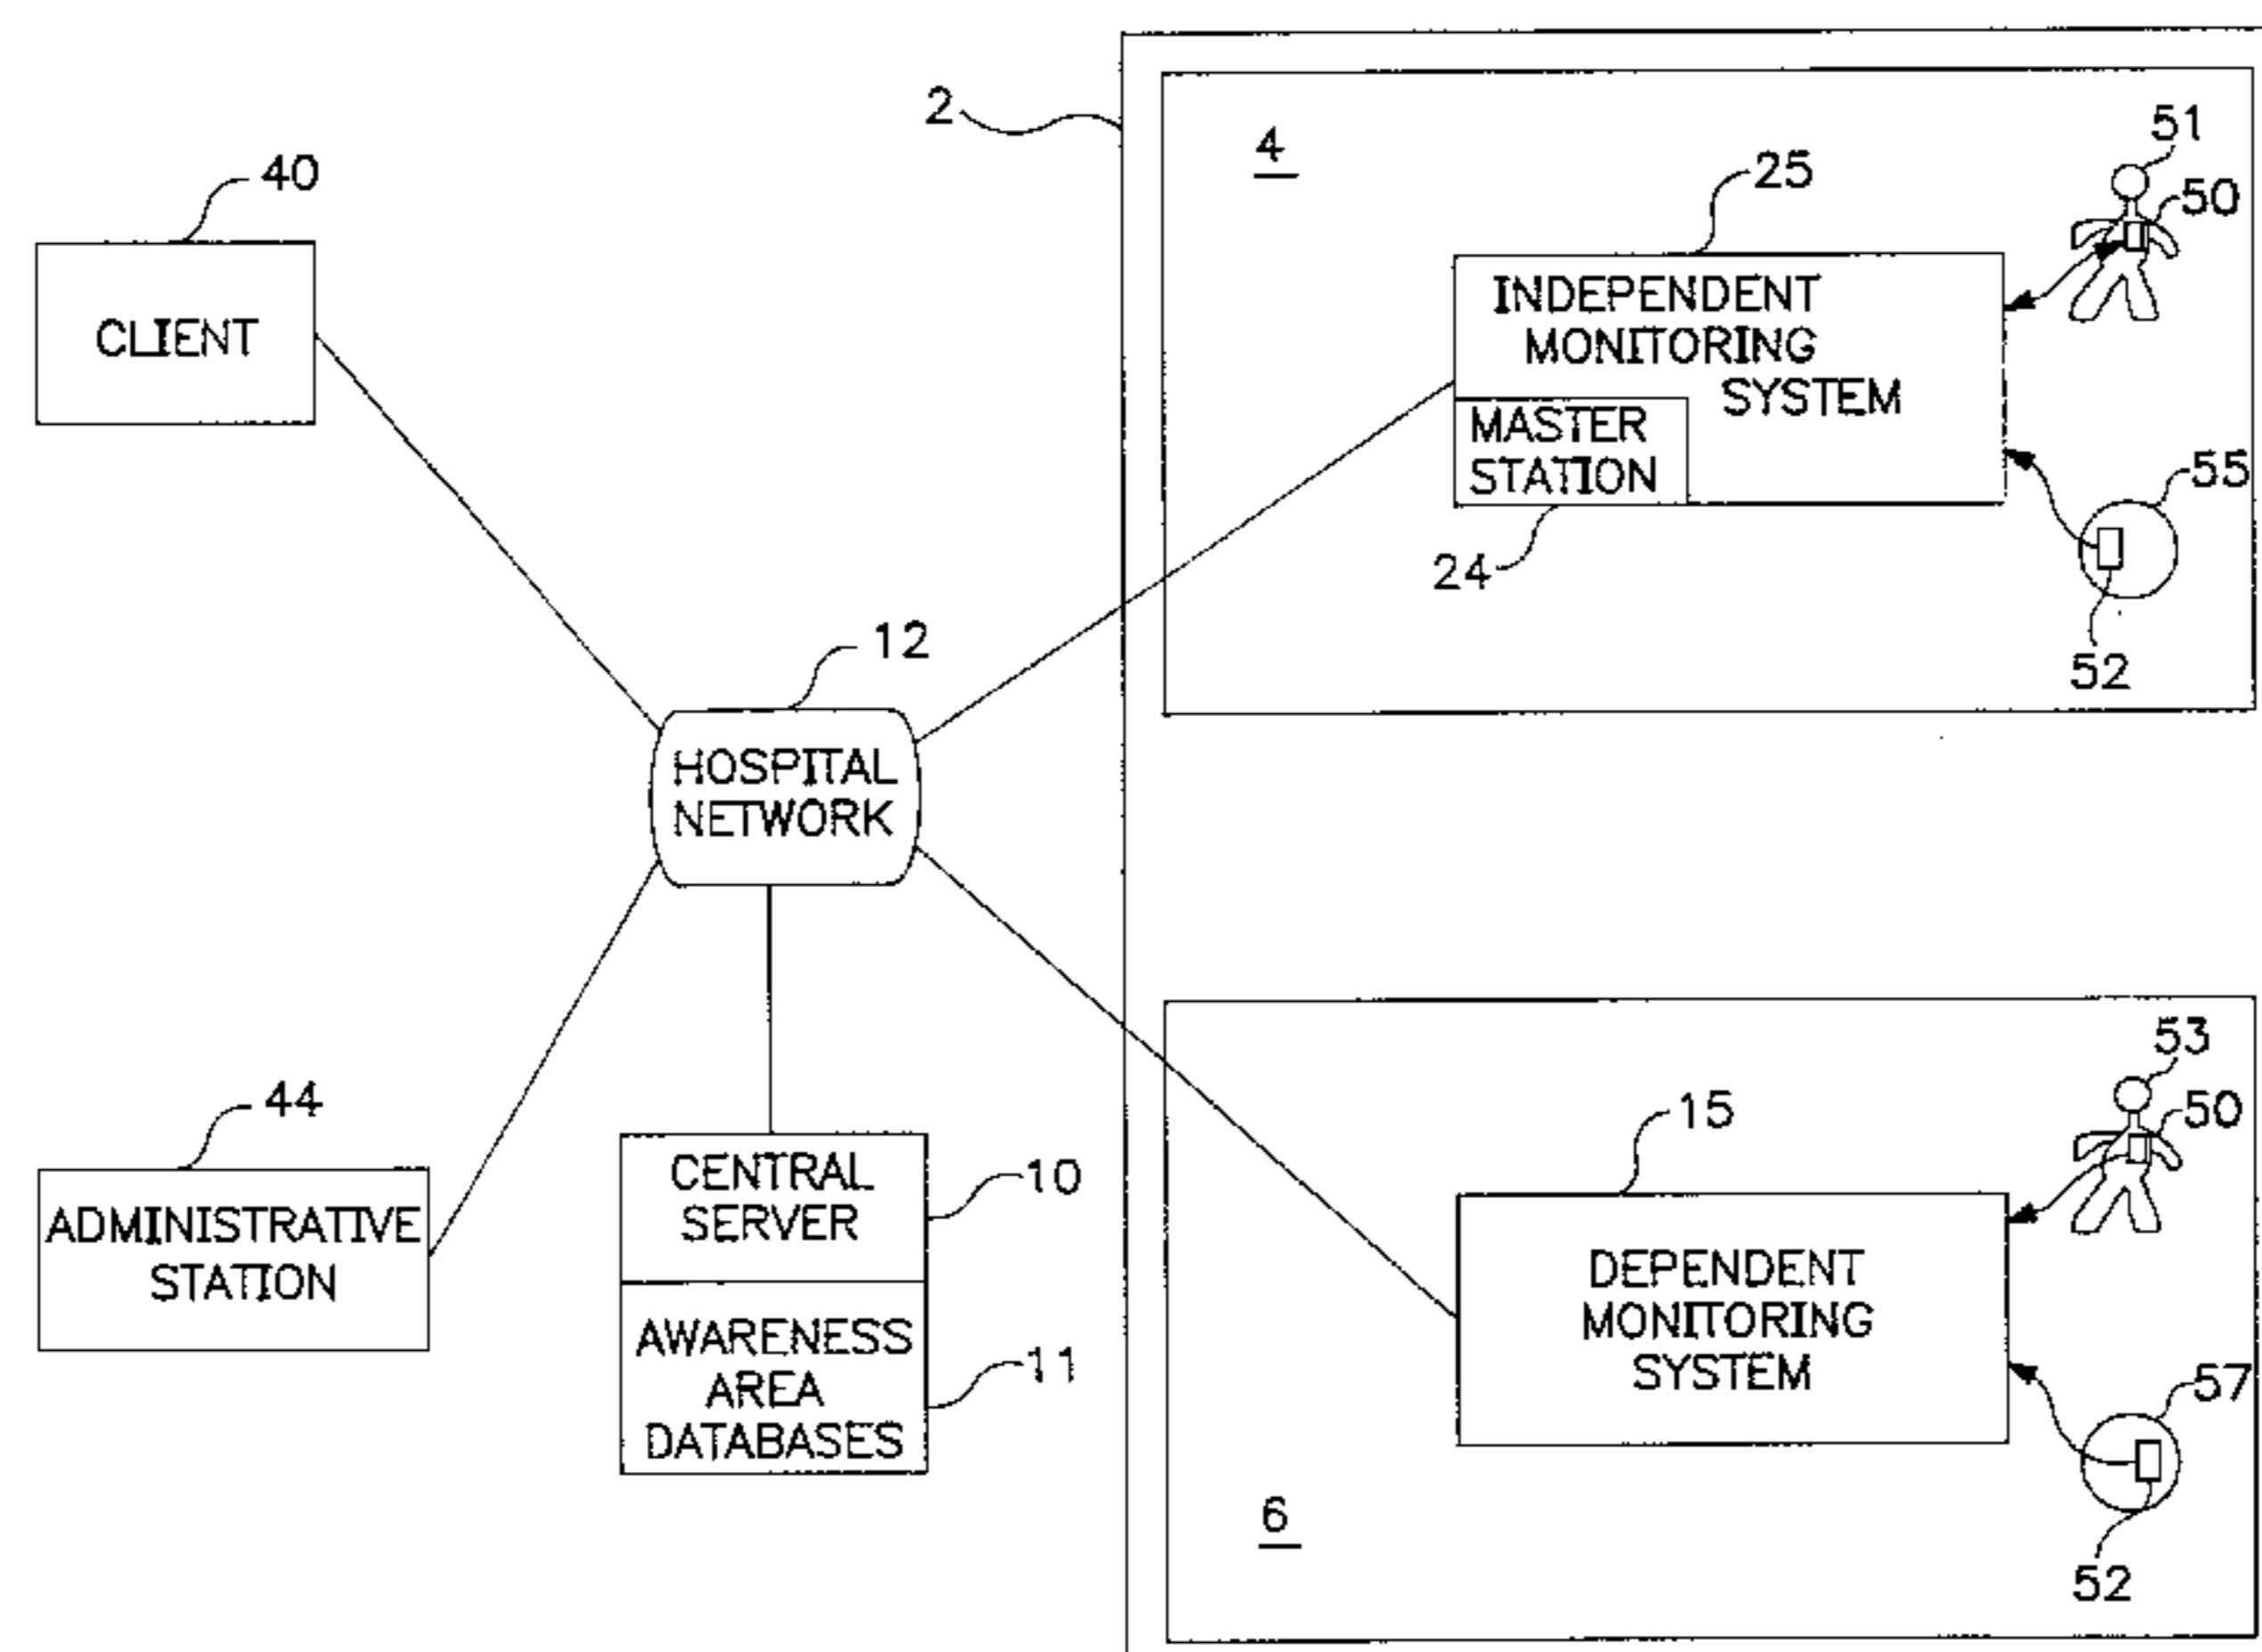 2
4
51
50
40
25
CLIENT
INDEPENDENT
MONITORING
SYSTEM
MASTER
STATION
24
55
52
12
HOSPITAL
NETWORK
44
ADMINISTRATIVE
STATION
CENTRAL
SERVER
10
AWARENESS
AREA
DATABASES
11
53
50
15
DEPENDENT
MONITORING
SYSTEM
57
52
6